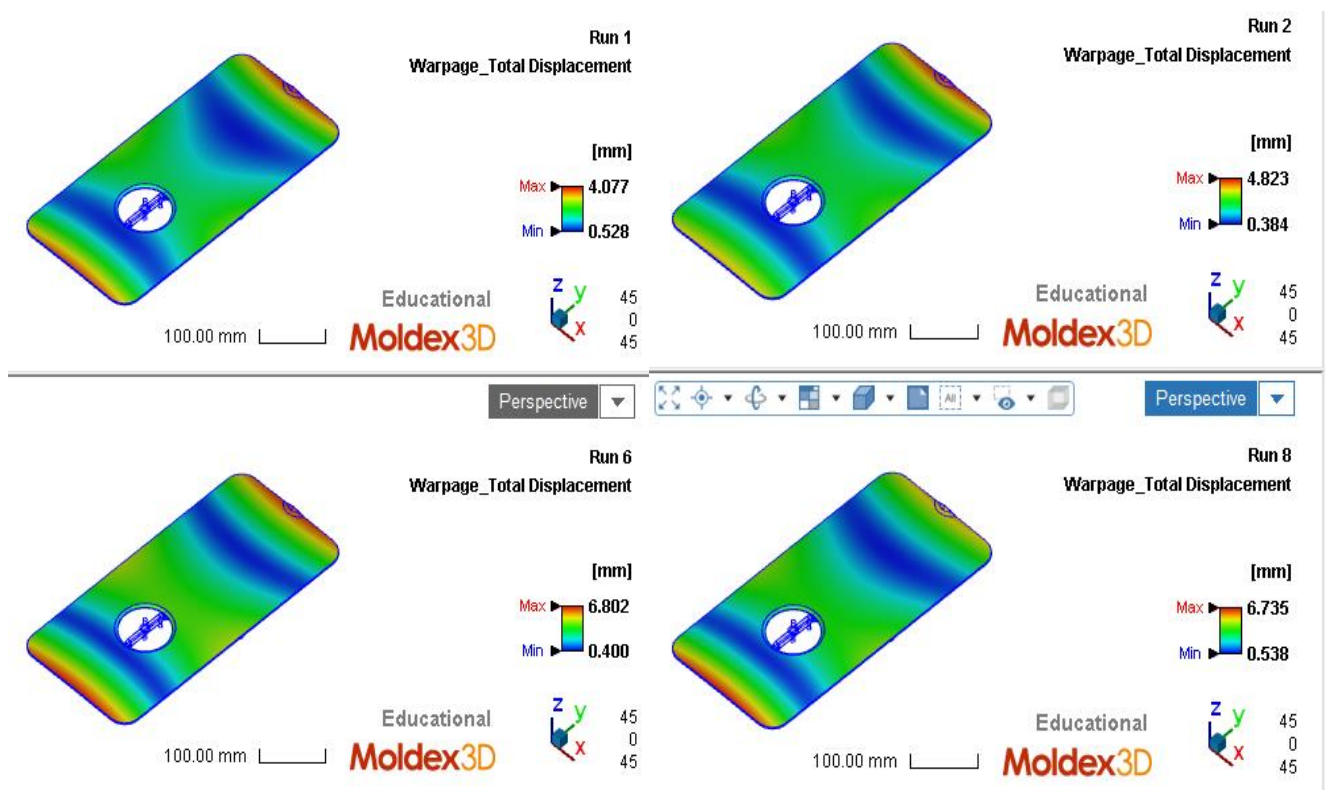 Run 1
Warpage_Total Displacement
[mm]
Max 4.077
Min 0.528
Educational
Moldex3D
100.00 mm
Z
y
X
45
0
45
Run 2
Warpage_Total Displacement
[mm]
Max 4.823
Min 0.384
Educational
Moldex3D
100.00 mm
Z
y
X
45
0
45
Perspective
Run 6
Warpage_Total Displacement
[mm]
Max 6.802
Min 0.400
Educational
Moldex3D
100.00 mm
Z
y
X
45
0
45
All
Perspective
Run 8
Warpage_Total Displacement
[mm]
Max 6.735
Min 0.538
Educational
Moldex3D
100.00 mm
Z
y
X
45
0
45